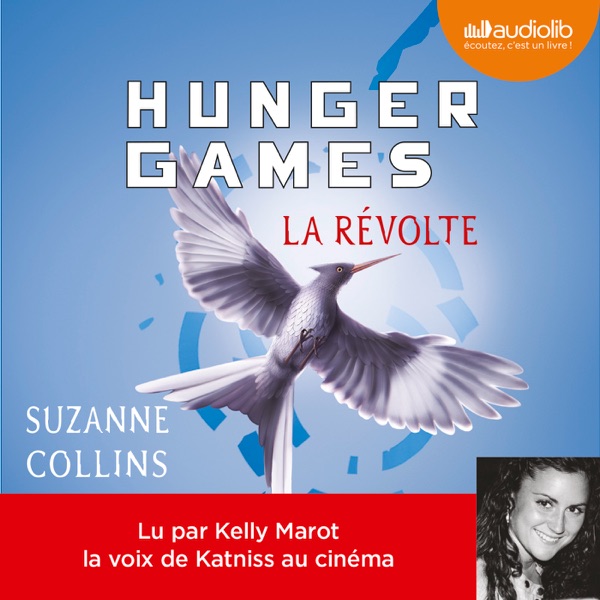 audiolib
écoutez, c'est un livre !
HUNGER
GAMES
LA RÉVOLTE
SUZANNE
COLLINS
Lu par Kelly Marot
la voix de Katniss au cinéma